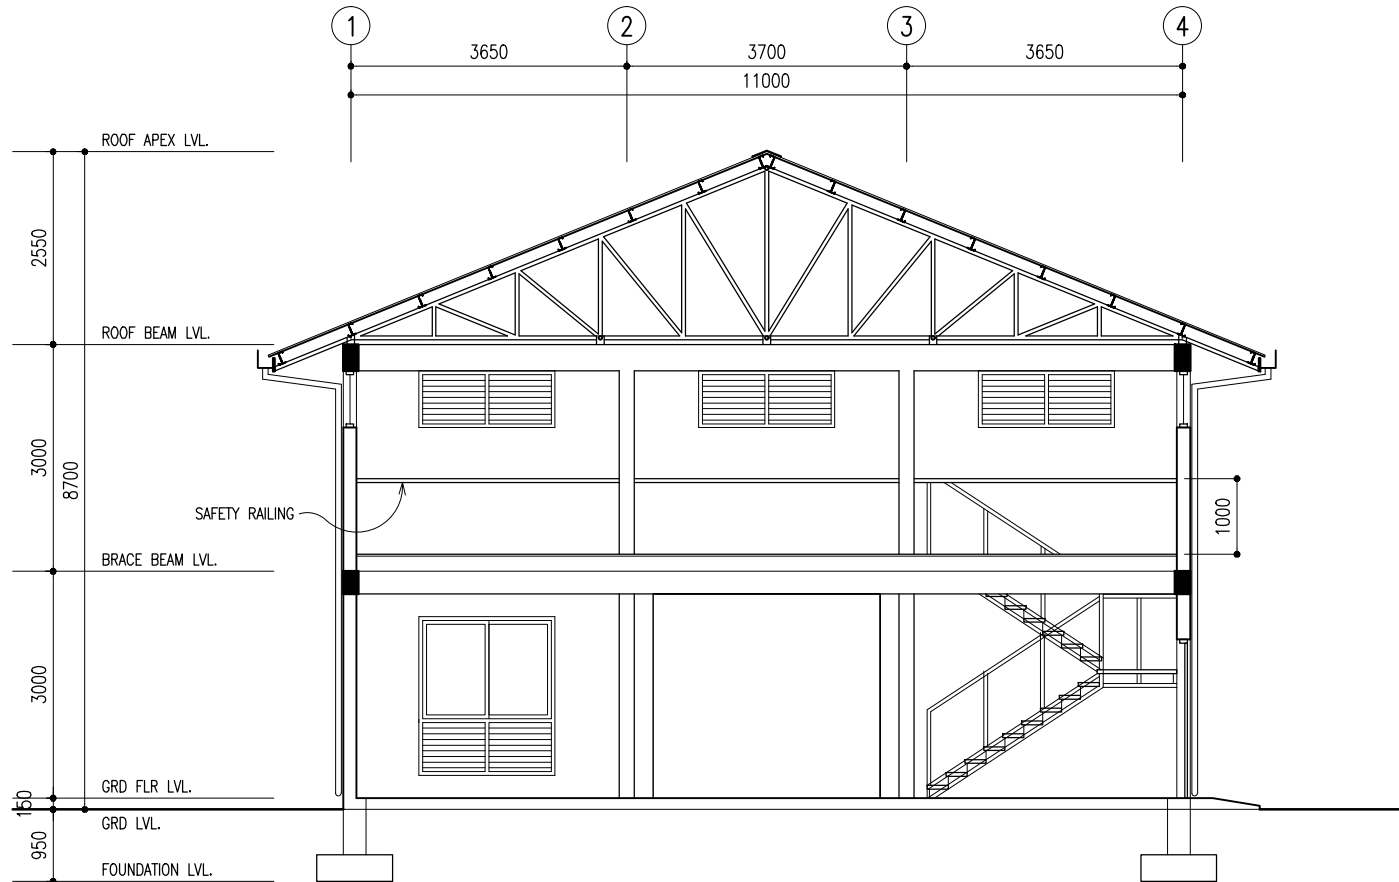 1 2 3 4
3650 3700 3650
11000
ROOF APEX LVL.
2550
ROOF BEAM LVL.
3000
8700
SAFETY RAILING
1000
BRACE BEAM LVL.
3000
GRD FLR LVL.
150
GRD LVL.
950
FOUNDATION LVL.